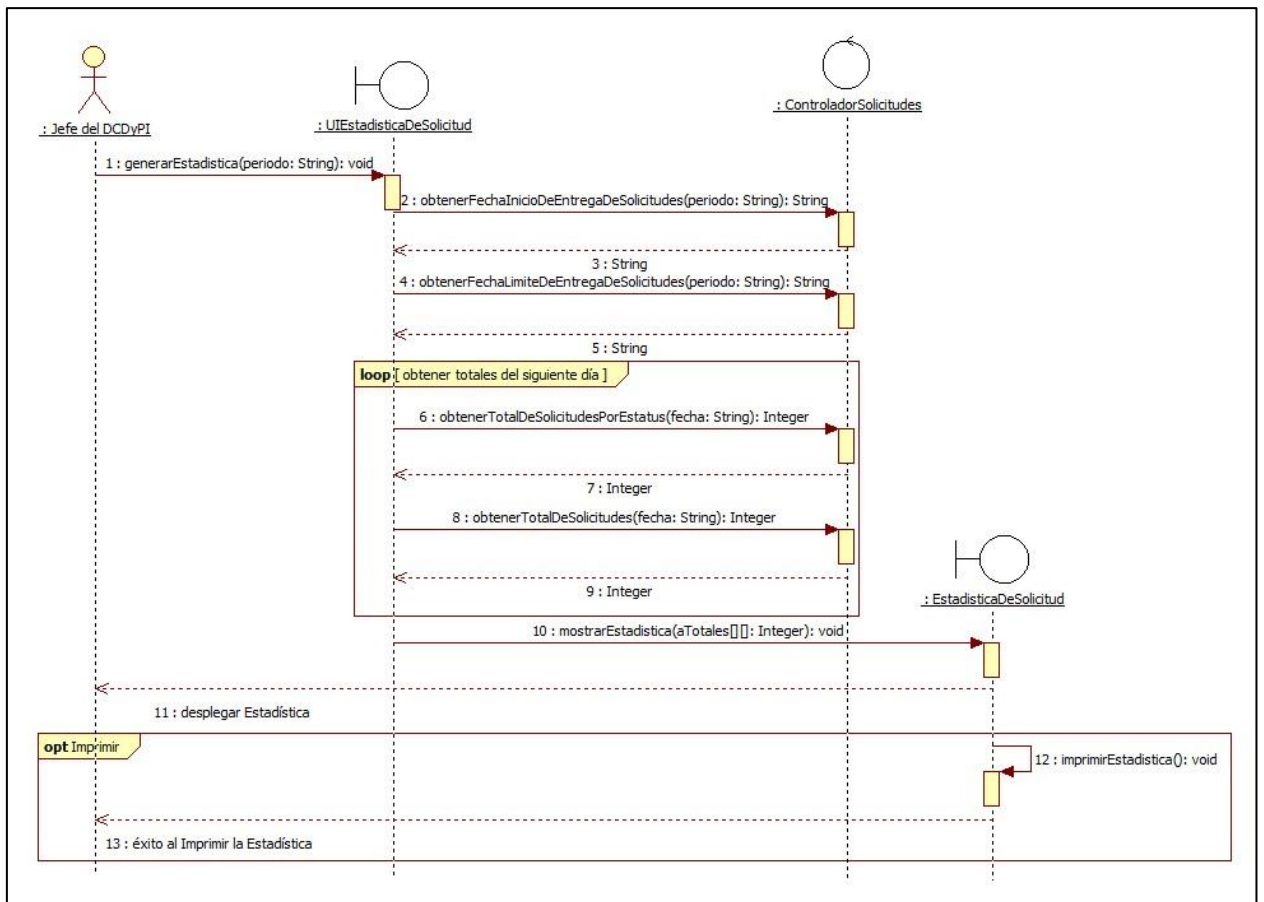 : Jefe del DCDyPI
: UIEstadisticaDeSolicitud
: ControladorSolicitudes
1 : generarEstadistica(periodo: String): void
2 : obtenerFechaInicioDeEntregaDeSolicitudes(periodo: String): String
3 : String
4 : obtenerFechaLimiteDeEntregaDeSolicitudes(periodo: String): String
5 : String
loop [ obtener totales del siguiente día ]
6 : obtenerTotalDeSolicitudesPorEstatus(fecha: String): Integer
7 : Integer
8 : obtenerTotalDeSolicitudes(fecha: String): Integer
9 : Integer
: EstadisticaDeSolicitud
10 : mostrarEstadistica(aTotales[][]: Integer): void
11 : desplegar Estadística
opt Imprimir
12 : imprimirEstadistica(): void
13 : éxito al Imprimir la Estadística